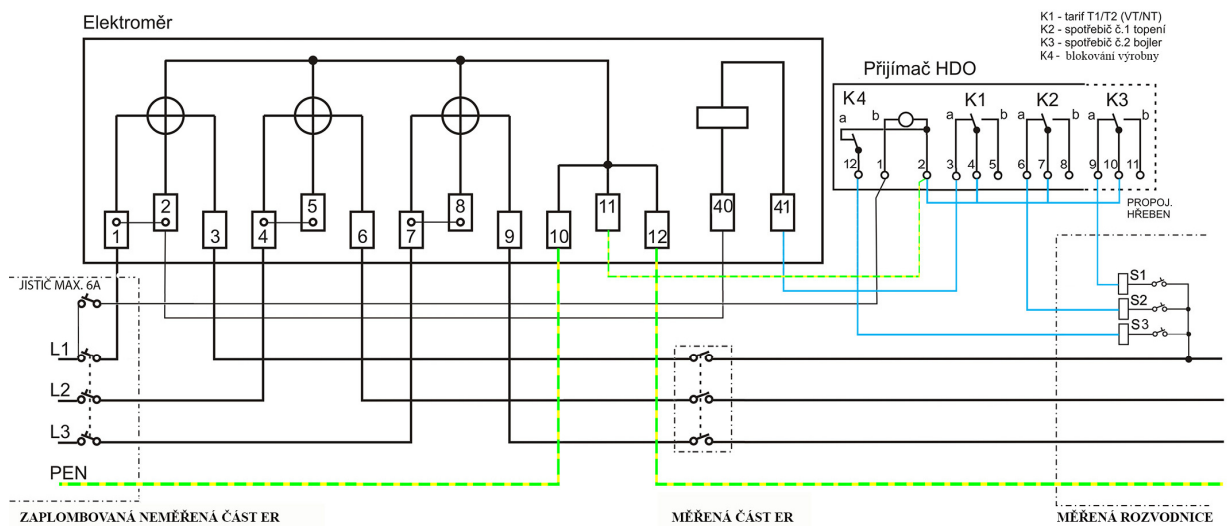 Elektroměr
K1 - tarif T1/T2 (VT/NT)
K2 - spotřebič č.1 topení
K3 - spotřebič č.2 bojler
K4 - blokování výrobny
Přijímač HDO
K4 K1 K2 K3
a b a b a b a b
12 1 2 3 4 5 6 7 8 9 10 11
2 5 8 11 40 41
1 3 4 6 7 9 10 12
PROPOJ.
HŘEBEN
JISTIČ MAX. 6A
S1
S2
S3
L1
L2
L3
PEN
ZAPLOMBOVANÁ NEMĚŘENÁ ČÁST ER MĚŘENÁ ČÁST ER MĚŘENÁ ROZVODNICE